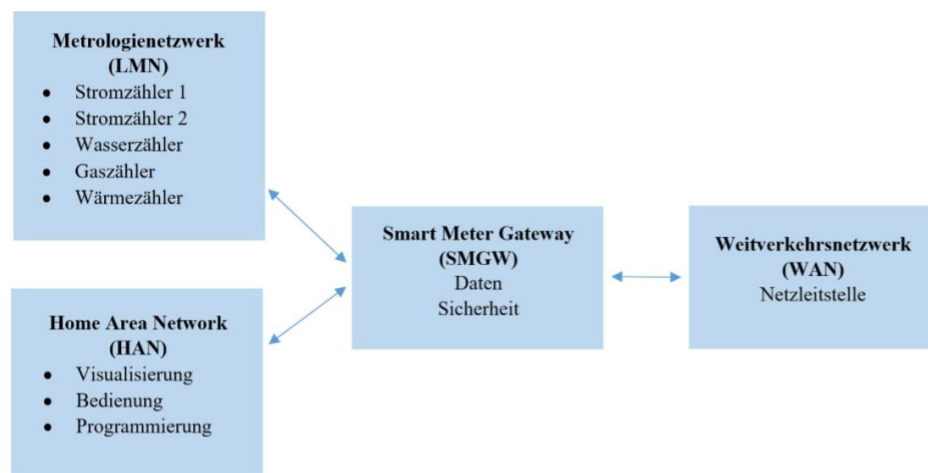 Metrologienetzwerk
(LMN)
• Stromzähler 1
• Stromzähler 2
• Wasserzähler
• Gaszähler
• Wärmezähler
Home Area Network
(HAN)
• Visualisierung
• Bedienung
• Programmierung
Smart Meter Gateway
(SMGW)
Daten
Sicherheit
Weitverkehrsnetzwerk
(WAN)
Netzleitstelle